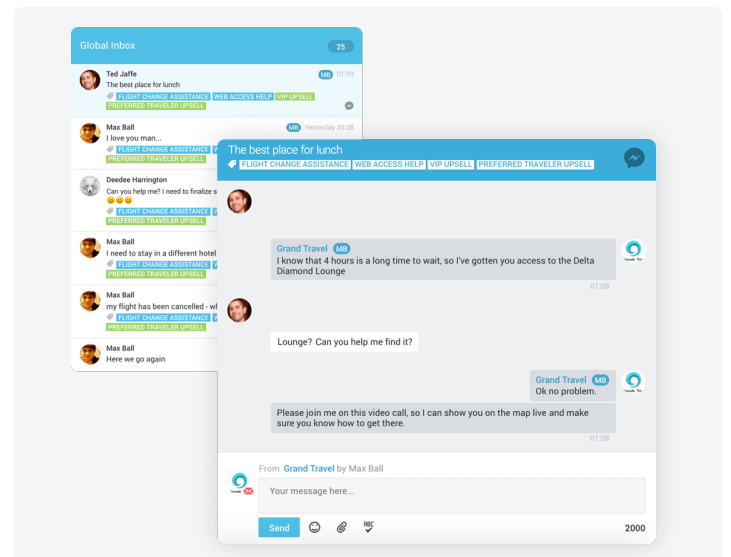 Global Inbox 25
Ted Jaffe MB 01:09
The best place for lunch
FLIGHT CHANGE ASSISTANCE WEB ACCESS HELP VIP UPSELL
PREFERRED TRAVELER UPSELL
Max Ball MB Yesterday 20:28
I love you man...
FLIGHT CHANGE ASSISTANCE
PREFERRED TRAVELER UPSELL
Deedee Harrington
Can you help me? I need to finalize
FLIGHT CHANGE ASSISTANCE
PREFERRED TRAVELER UPSELL
Max Ball
I need to stay in a different hotel
FLIGHT CHANGE ASSISTANCE
PREFERRED TRAVELER UPSELL
Max Ball
my flight has been cancelled -
FLIGHT CHANGE ASSISTANCE
PREFERRED TRAVELER UPSELL
Max Ball
Here we go again
The best place for lunch
FLIGHT CHANGE ASSISTANCE WEB ACCESS HELP VIP UPSELL PREFERRED TRAVELER UPSELL
Grand Travel MB
I know that 4 hours is a long time to wait, so I've gotten you access to the Delta
Diamond Lounge
01:08
Lounge? Can you help me find it?
Grand Travel MB
Ok no problem.
Please join me on this video call, so I can show you on the map live and make
sure you know how to get there.
01:08
From Grand Travel by Max Ball
Your message here...
Send ABC 2000